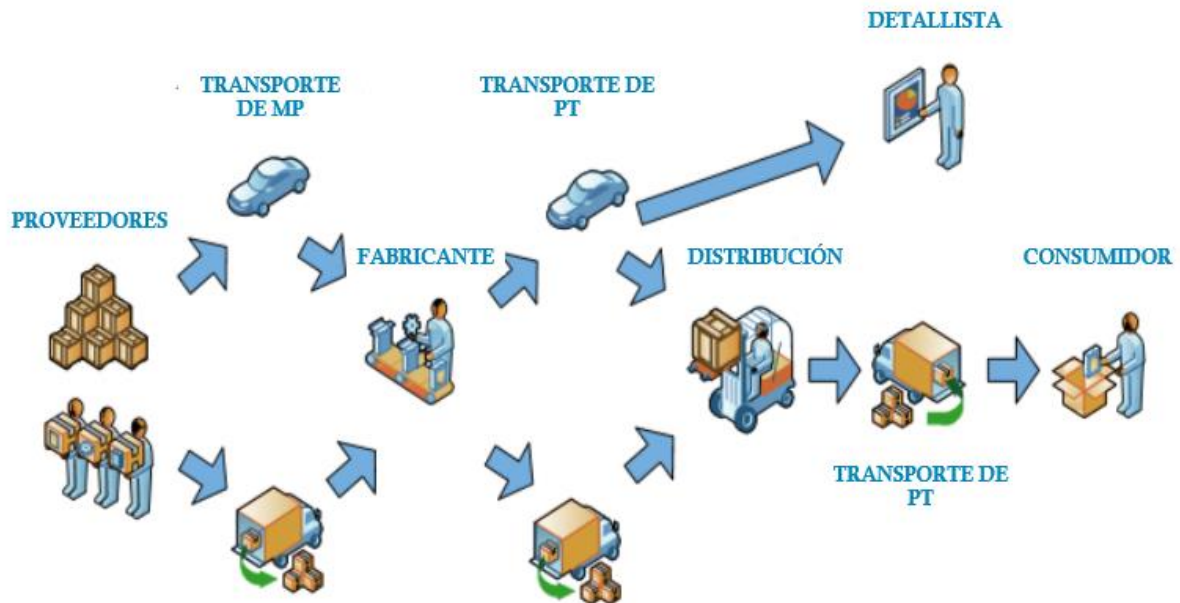 DETALLISTA
TRANSPORTE
DE MP
TRANSPORTE DE
PT
PROVEEDORES
FABRICANTE
DISTRIBUCIÓN
CONSUMIDOR
TRANSPORTE DE
PT